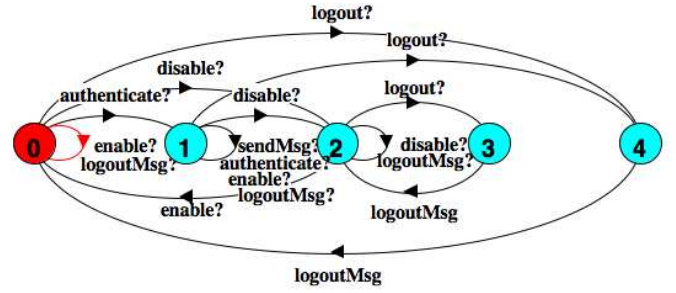 logout?
logout?
disable?
logout?
authenticate?
disable?
0
enable?
logoutMsg?
1
sendMsg?
authenticate?
enable?
logoutMsg?
2
disable?
logoutMsg?
3
4
enable?
logoutMsg
logoutMsg